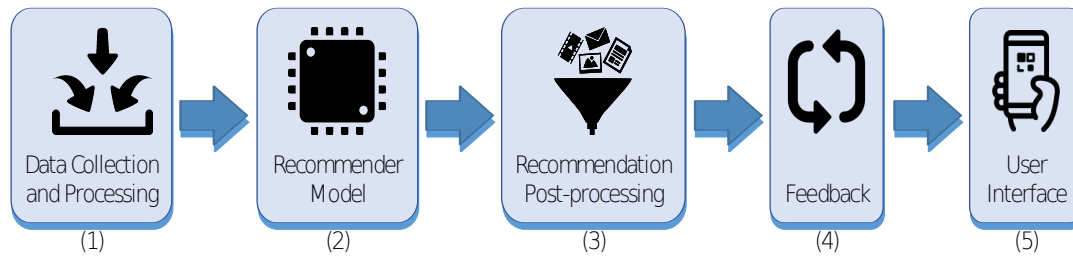 Data Collection
and Processing
(1)
Recommender
Model
(2)
Recommendation
Post-processing
(3)
Feedback
(4)
User
Interface
(5)